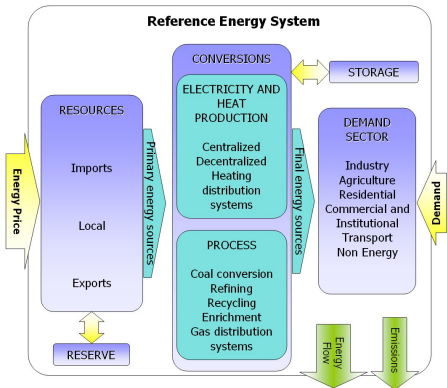 Reference Energy System
Energy Price
RESOURCES
Imports
Local
Exports
RESERVE
Primary energy sources
CONVERSIONS
ELECTRICITY AND
HEAT
PRODUCTION
Centralized
Decentralized
Heating
distribution
systems
PROCESS
Coal conversion
Refining
Recycling
Enrichment
Gas distribution
systems
Final energy sources
STORAGE
DEMAND
SECTOR
Industry
Agriculture
Residential
Commercial and
Institutional
Transport
Non Energy
Demand
Energy
Flow
Emissions